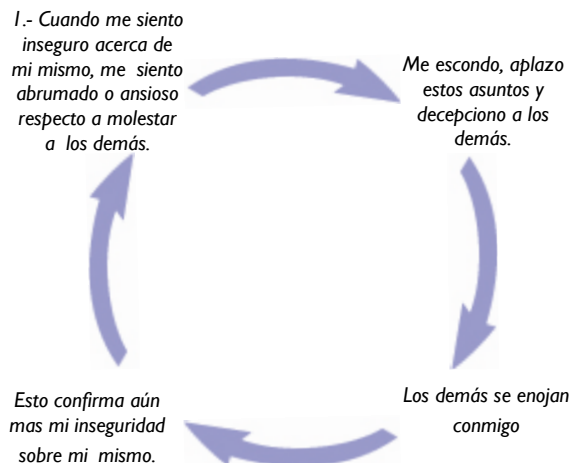 1.- Cuando me siento
inseguro acerca de
mi mismo, me siento
abrumado o ansioso
respecto a molestar
a los demás.
Me escondo, aplazo
estos asuntos y
decepciono a los
demás.
Los demás se enojan
conmigo
Esto confirma aún
mas mi inseguridad
sobre mi mismo.